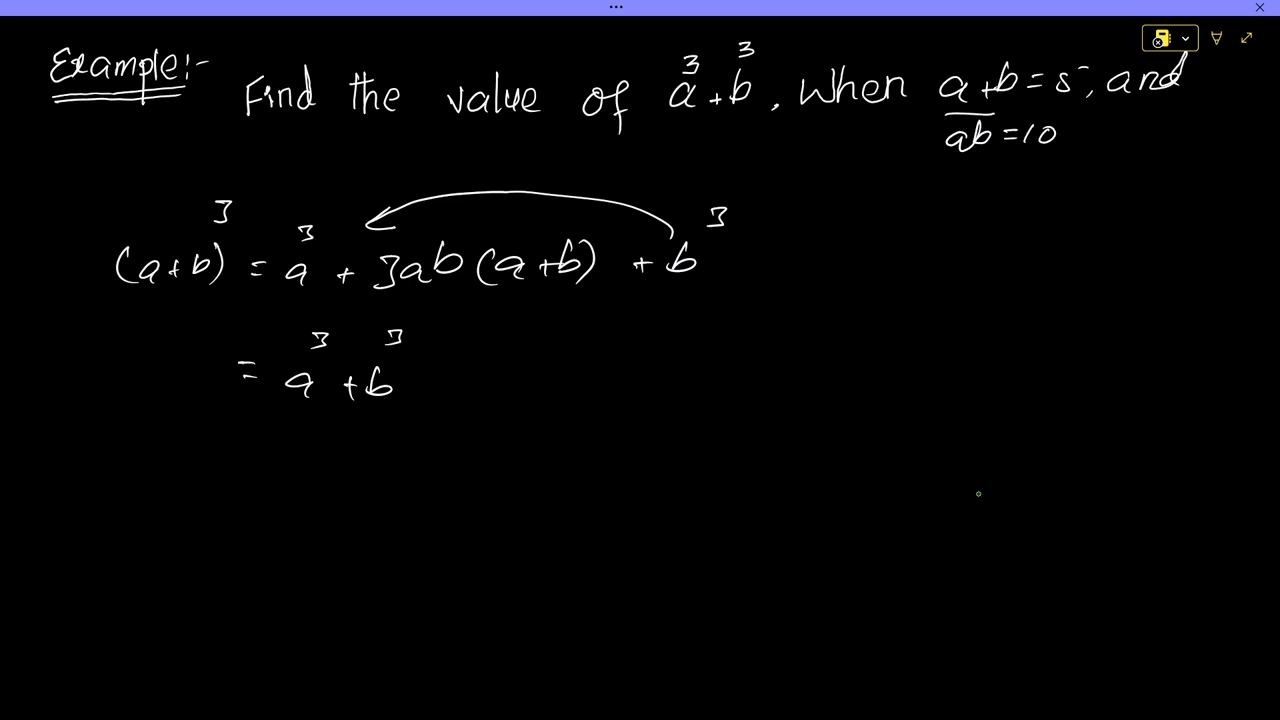 Example:- Find the value of a³+b³, when a+b=5, and
ab=10
(a+b)³ = a³ + 3ab(a+b) + b³
= a³+b³